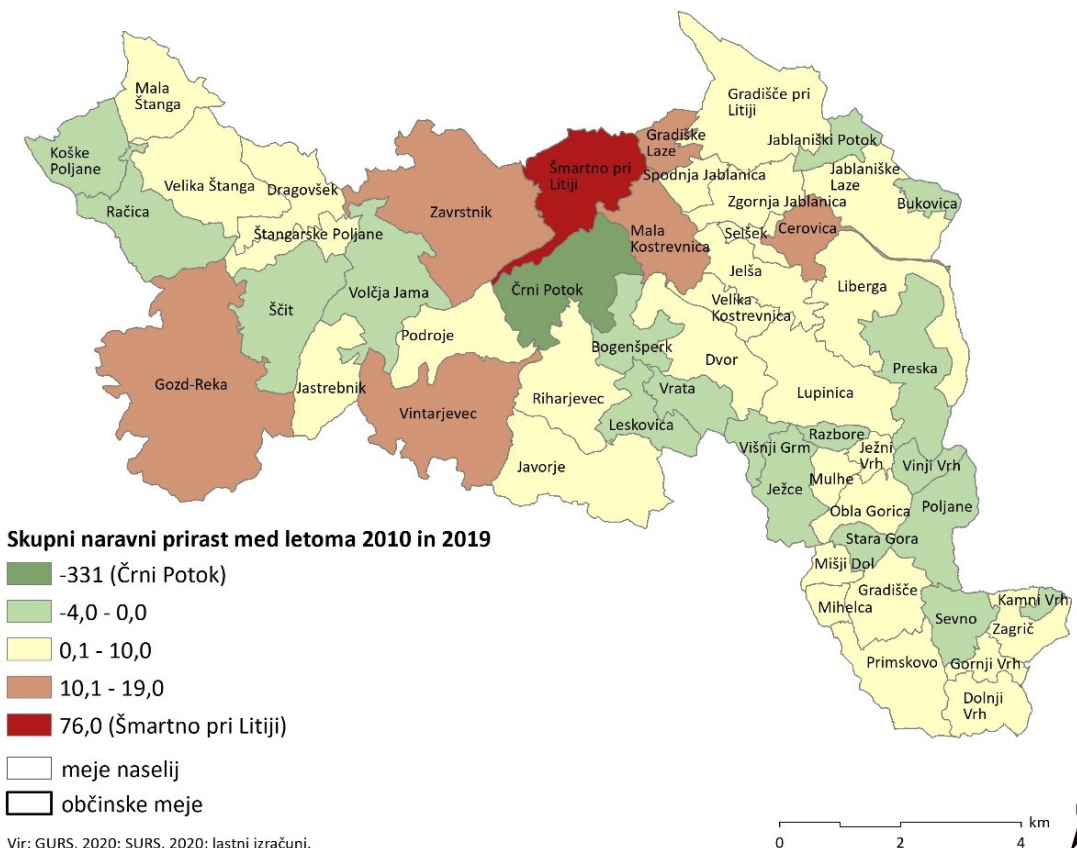 Mala
Štanga
Gradišče pri
Litiji
Koške
Poljane
Gradiške
Laze
Jablaniški Potok
Velika Štanga
Dragovšek
Šmartno pri
Litiji
Spodnja Jablanica
Jablaniške
Laze
Račica
Zavrstnik
Zgornja Jablanica
Bukovica
Štangarske Poljane
Mala
Kostrevnica
Selšek
Cerovica
Jelša
Ščit
Volčja Jama
Črni Potok
Liberga
Velika
Kostrevnica
Podroje
Bogenšperk
Dvor
Preska
Gozd-Reka
Jastrebnik
Vrata
Lupinica
Riharjevec
Vintarjevec
Leskovica
Razbore
Višnji Grm
Ježni
Vrh
Javorje
Mulhe
Vinji Vrh
Ježce
Obla Gorica
Poljane
Stara Gora
Mišji Dol
Gradišče
Mihelca
Sevno
Kamni Vrh
Zagrič
Primskovo
Gornji Vrh
Dolnji
Vrh
Skupni naravni prirast med letoma 2010 in 2019
-331 (Črni Potok)
-4,0 - 0,0
0,1 - 10,0
10,1 - 19,0
76,0 (Šmartno pri Litiji)
meje naselij
občinske meje
Vir: GURS, 2020; SURS, 2020; lastni izračuni.
km
0 2 4